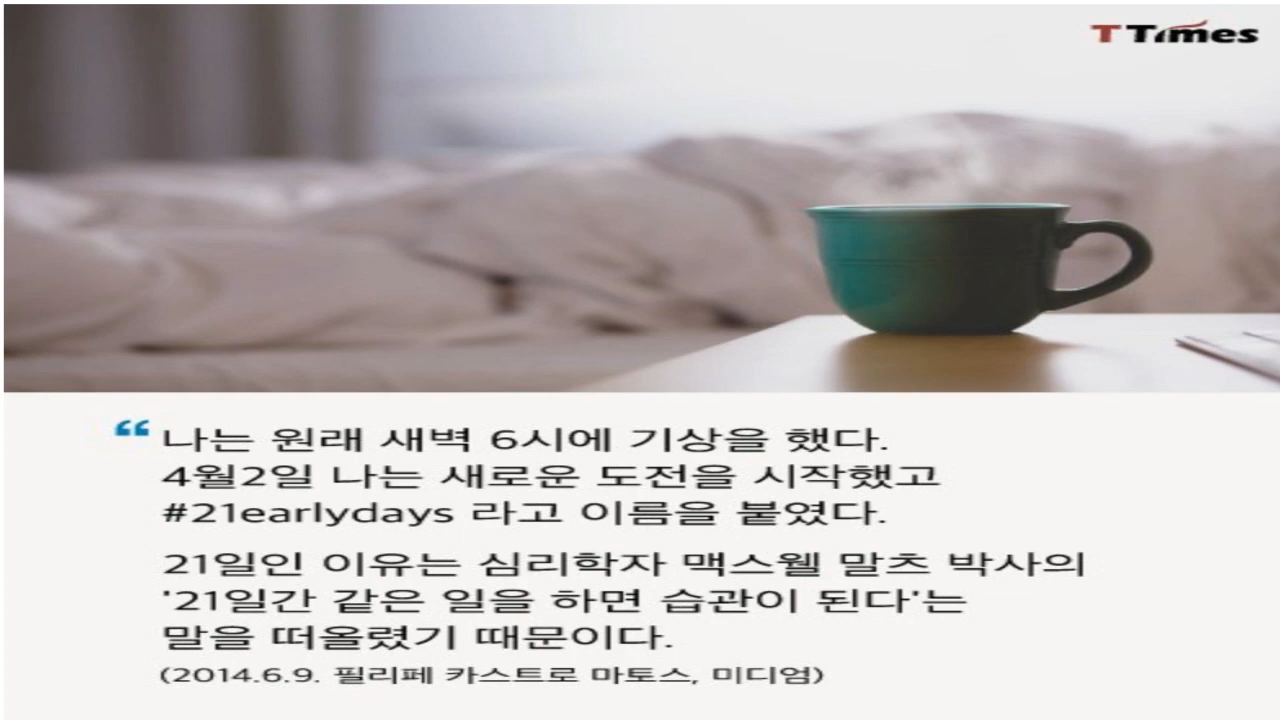 T Times
“ 나는 원래 새벽 6시에 기상을 했다.
4월2일 나는 새로운 도전을 시작했고
#21earlydays 라고 이름을 붙였다.
21일인 이유는 심리학자 맥스웰 말츠 박사의
'21일간 같은 일을 하면 습관이 된다'는
말을 떠올렸기 때문이다.
(2014.6.9. 필리페 카스트로 마토스, 미디엄)